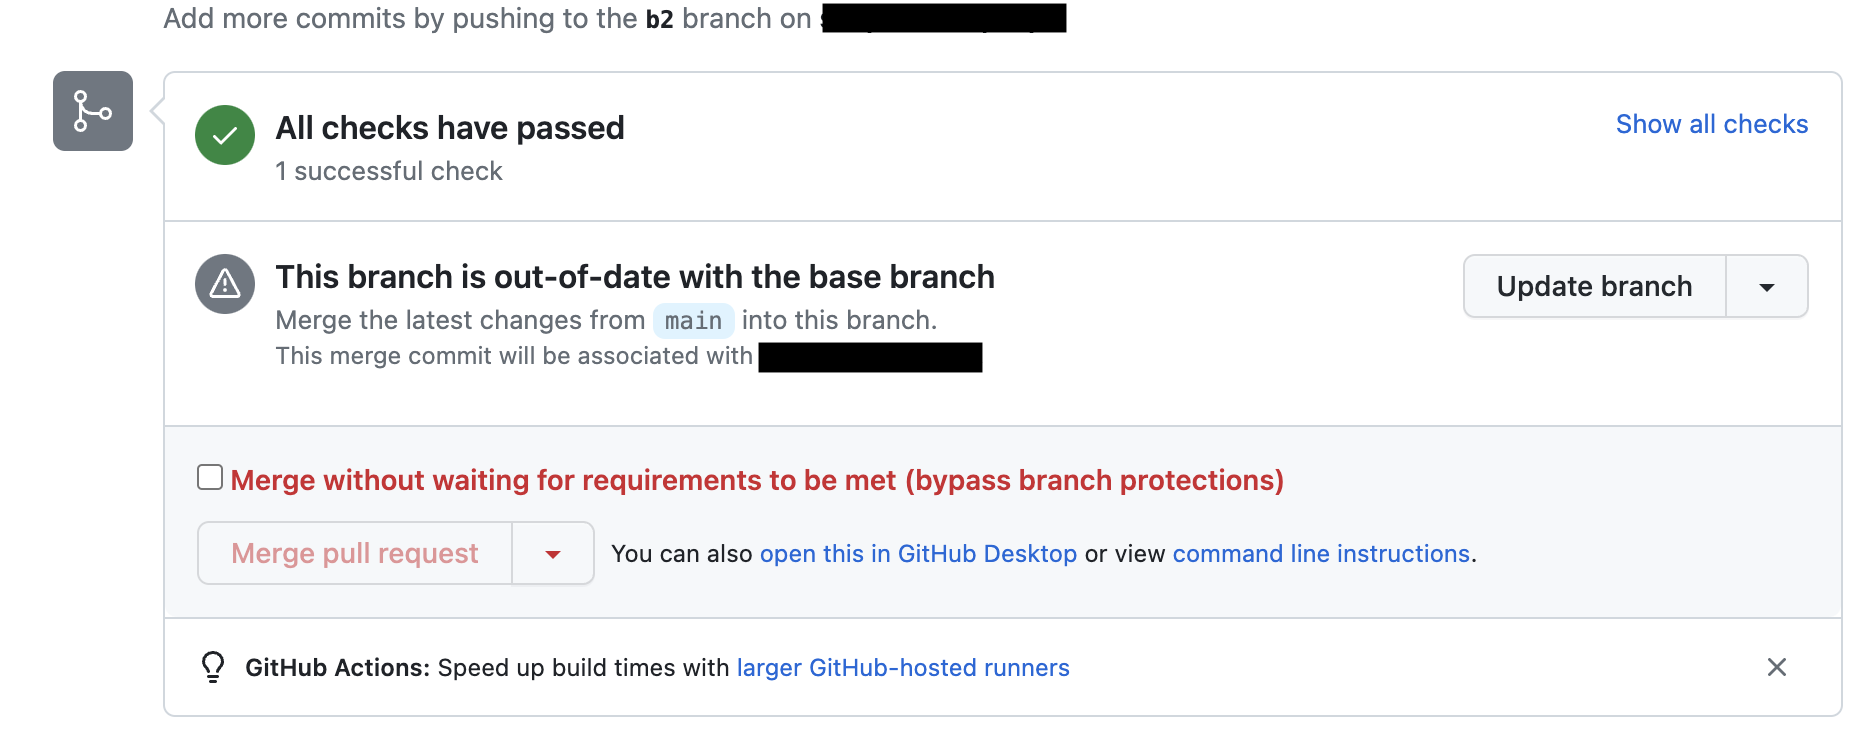 Add more commits by pushing to the b2 branch on
All checks have passed
Show all checks
1 successful check
This branch is out-of-date with the base branch
Update branch
Merge the latest changes from main into this branch.
This merge commit will be associated with
Merge without waiting for requirements to be met (bypass branch protections)
Merge pull request
You can also open this in GitHub Desktop or view command line instructions.
GitHub Actions: Speed up build times with larger GitHub-hosted runners